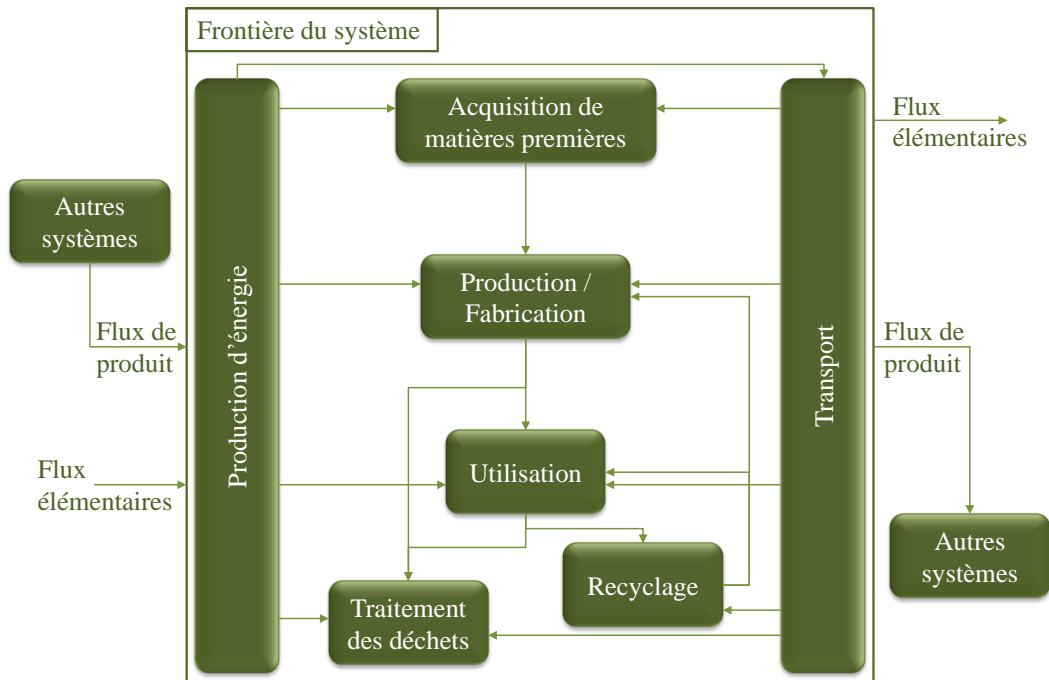 Frontière du système
Acquisition de
matières premières
Flux
élémentaires
Autres
systèmes
Production d’énergie
Production /
Fabrication
Transport
Flux de
produit
Flux de
produit
Utilisation
Flux
élémentaires
Autres
systèmes
Recyclage
Traitement
des déchets